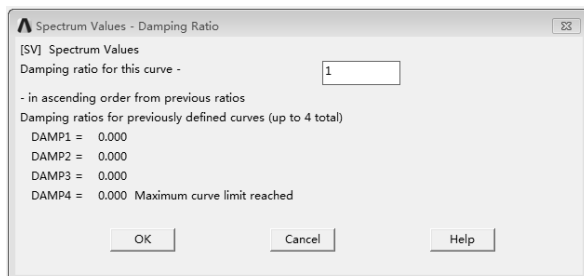 Spectrum Values - Damping Ratio
[SV] Spectrum Values
Damping ratio for this curve - 1
- in ascending order from previous ratios
Damping ratios for previously defined curves (up to 4 total)
DAMP1 = 0.000
DAMP2 = 0.000
DAMP3 = 0.000
DAMP4 = 0.000 Maximum curve limit reached
OK Cancel Help